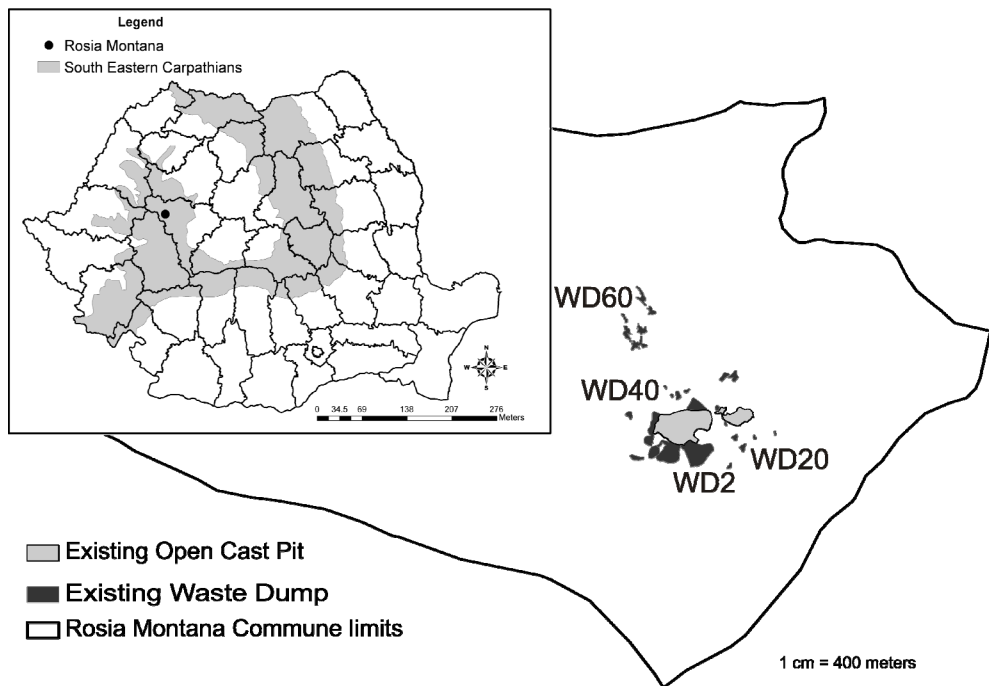 Legend
Rosia Montana
South Eastern Carpathians
N
W E
S
0 34.5 69 138 207 276
Meters
WD60
WD40
WD20
WD2
Existing Open Cast Pit
Existing Waste Dump
Rosia Montana Commune limits
1 cm = 400 meters